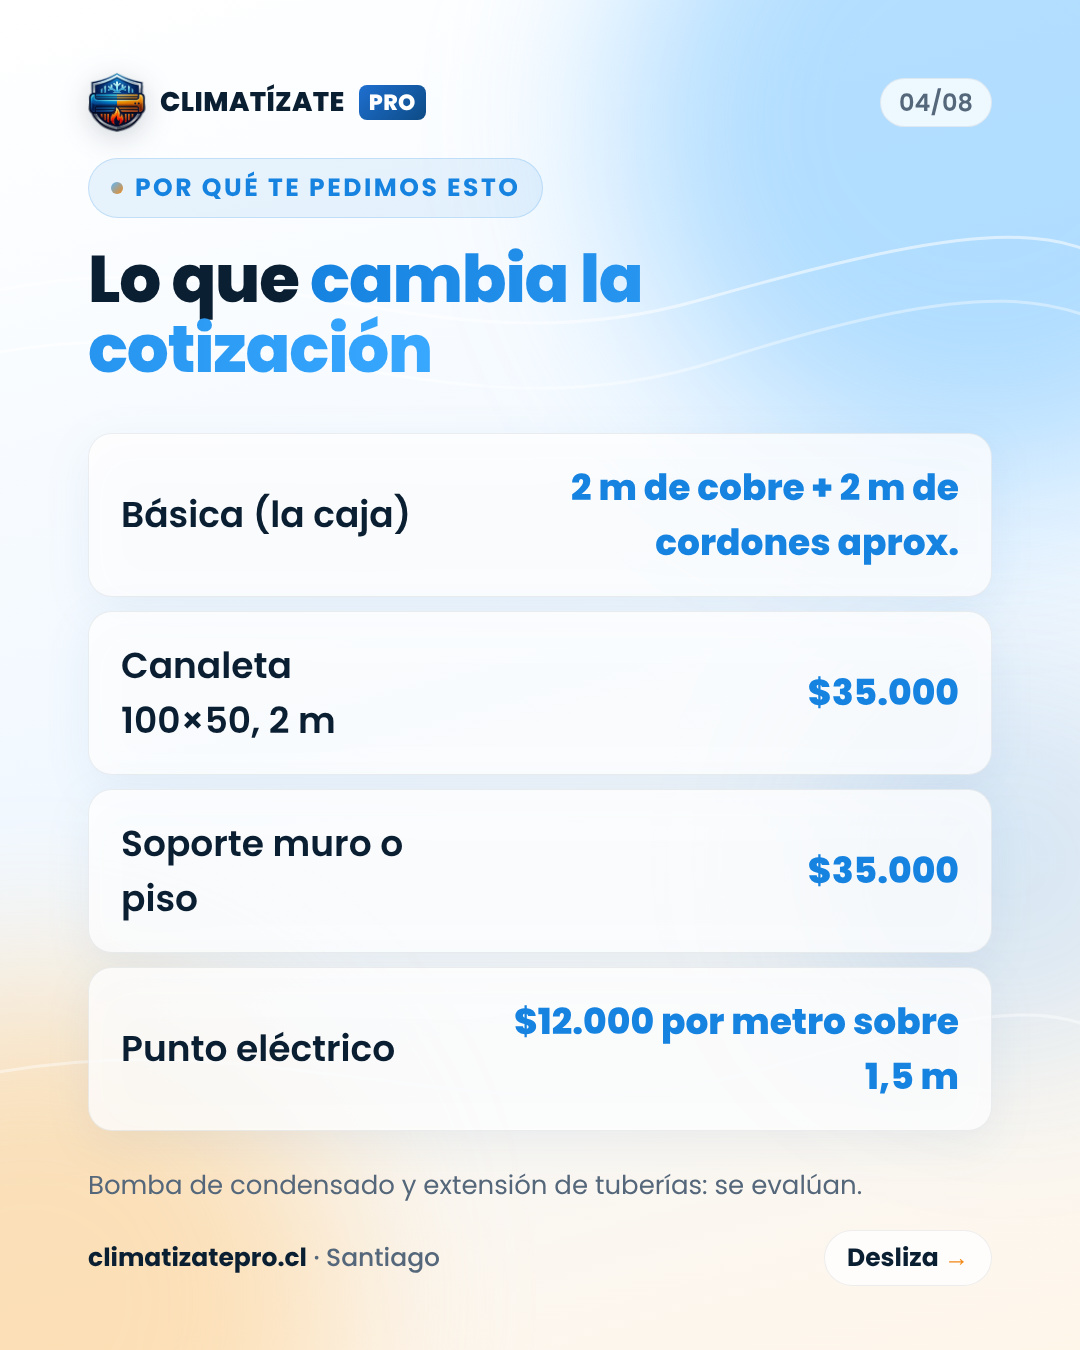 CLIMATÍZATE PRO
04/08
POR QUÉ TE PEDIMOS ESTO
Lo que cambia la
cotización
Básica (la caja)
2 m de cobre + 2 m de
cordones aprox.
Canaleta
100×50, 2 m
$35.000
Soporte muro o
piso
$35.000
Punto eléctrico
$12.000 por metro sobre
1,5 m
Bomba de condensado y extensión de tuberías: se evalúan.
climatizatepro.cl · Santiago
Desliza →